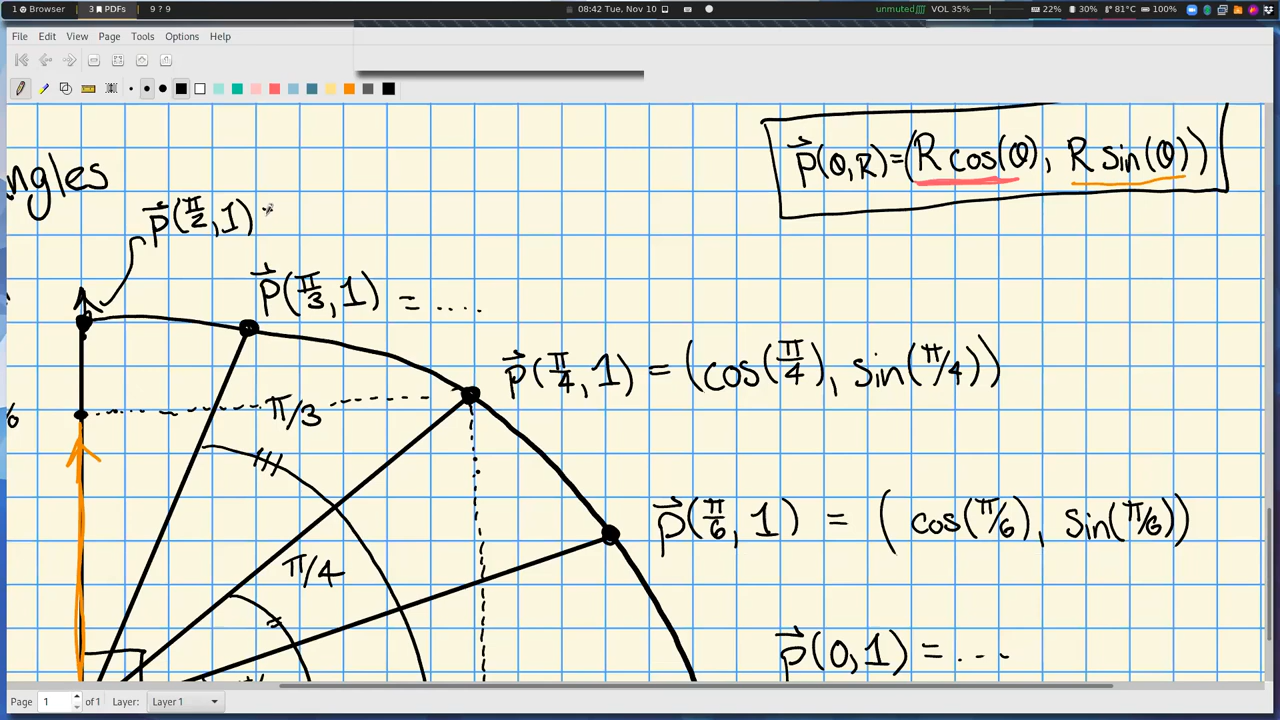 1 Browser 3 PDFs 9 ? 9 08:42 Tue, Nov 10 unmuted VOL 35% 22% 30% 81°C 100%
File Edit View Page Tools Options Help
p⃗(θ,R)=(R cos(θ), R sin(θ))
ngles
p⃗(π/2,1)
p⃗(π/3,1) = ....
p⃗(π/4,1) = (cos(π/4), sin(π/4))
π/3
p⃗(π/6,1) = (cos(π/6), sin(π/6))
π/4
p⃗(0,1) = ...
Page 1 of 1 Layer: Layer 1